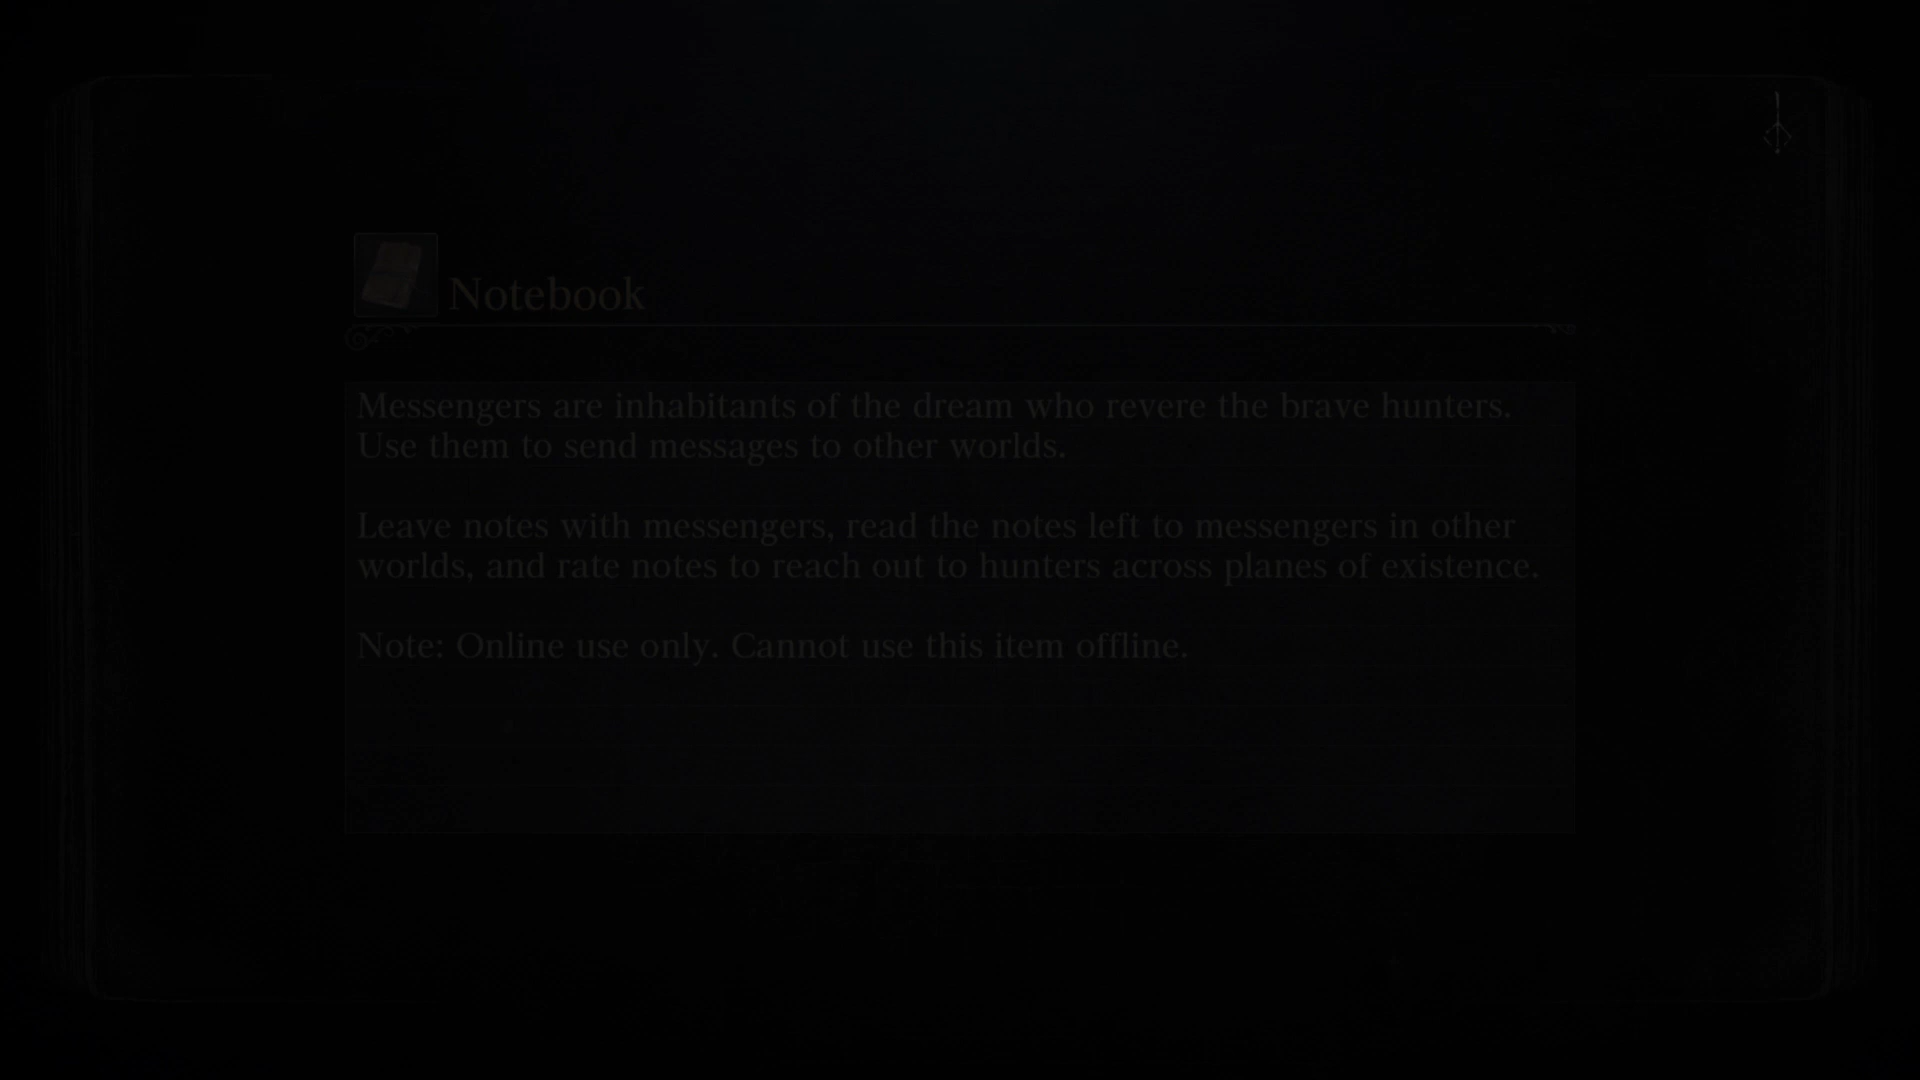 Notebook
Messengers are inhabitants of the dream who revere the brave hunters.
Use them to send messages to other worlds.
Leave notes with messengers, read the notes left to messengers in other
worlds, and rate notes to reach out to hunters across planes of existence.
Note: Online use only. Cannot use this item offline.